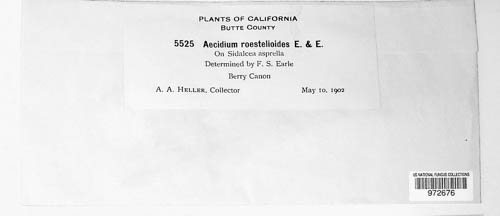 PLANTS OF CALIFORNIA
BUTTE COUNTY
5525 Aecidium roestelioides E. & E.
On Sidalcea asprella
Determined by F. S. Earle
Berry Canon
A. A. HELLER, Collector May 10, 1902
US NATIONAL FUNGUS COLLECTIONS
972676